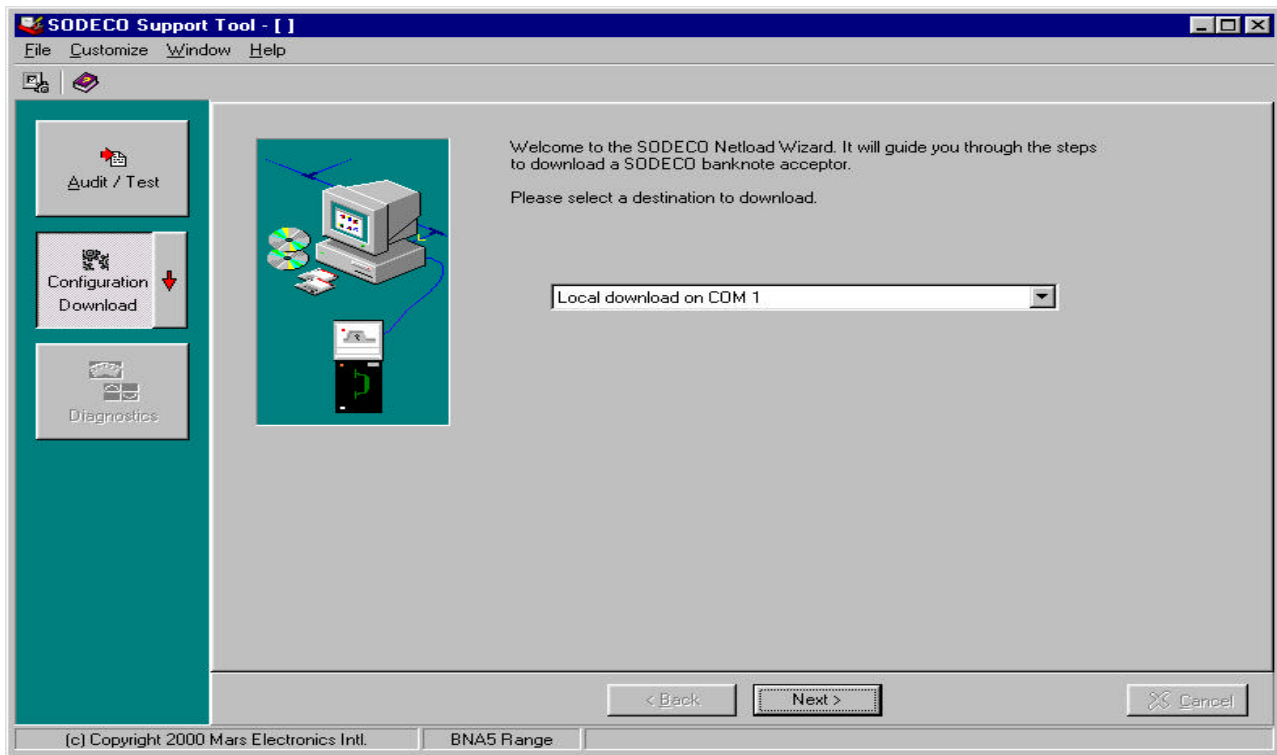 SODECO Support Tool - [ ]
File Customize Window Help
Audit / Test
Configuration
Download
Diagnostics
Welcome to the SODECO Netload Wizard. It will guide you through the steps
to download a SODECO banknote acceptor.
Please select a destination to download.
Local download on COM 1
< Back
Next >
Cancel
(c) Copyright 2000 Mars Electronics Intl.
BNA5 Range